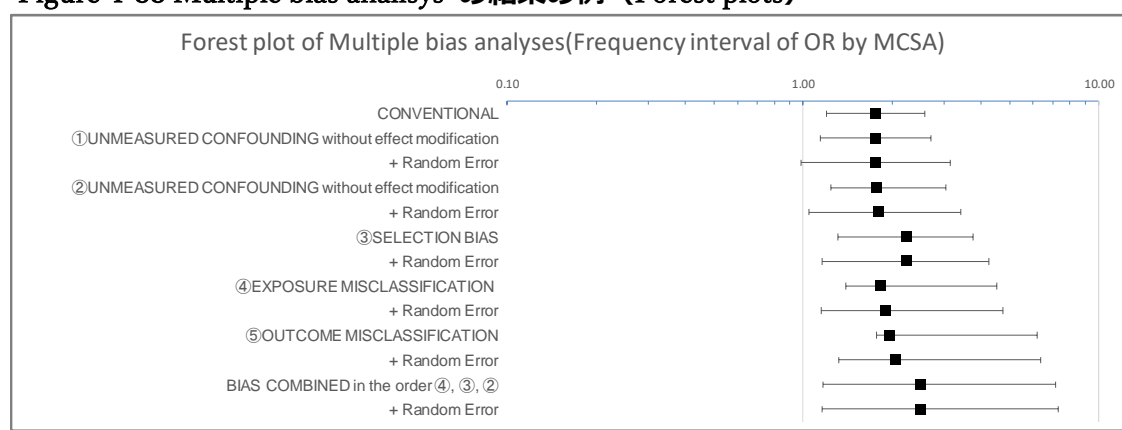 Figure 4-38 Multiple bias analisys の結果の例 (Forest plots)
Forest plot of Multiple bias analyses(Frequency interval of OR by MCSA)
0.10 1.00 10.00
CONVENTIONAL
①UNMEASURED CONFOUNDING without effect modification
+ Random Error
②UNMEASURED CONFOUNDING without effect modification
+ Random Error
③SELECTION BIAS
+ Random Error
④EXPOSURE MISCLASSIFICATION
+ Random Error
⑤OUTCOME MISCLASSIFICATION
+ Random Error
BIAS COMBINED in the order ④, ③, ②
+ Random Error